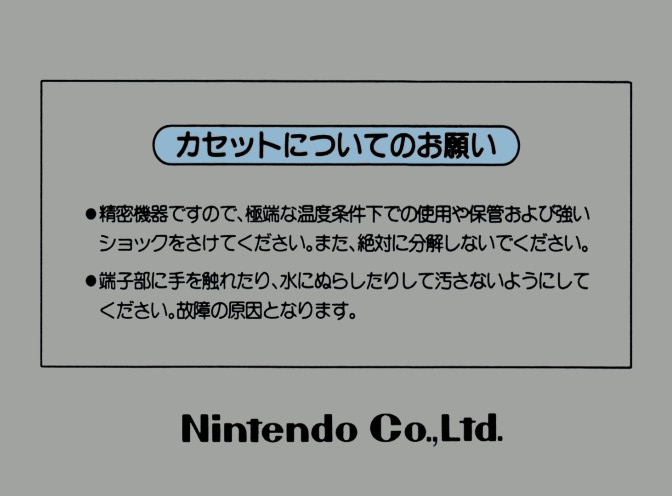 カセットについてのお願い
●精密機器ですので、極端な温度条件下での使用や保管および強い
ショックをさけてください。また、絶対に分解しないでください。
●端子部に手を触れたり、水にぬらしたりして汚さないようにして
ください。故障の原因となります。
Nintendo Co.,Ltd.